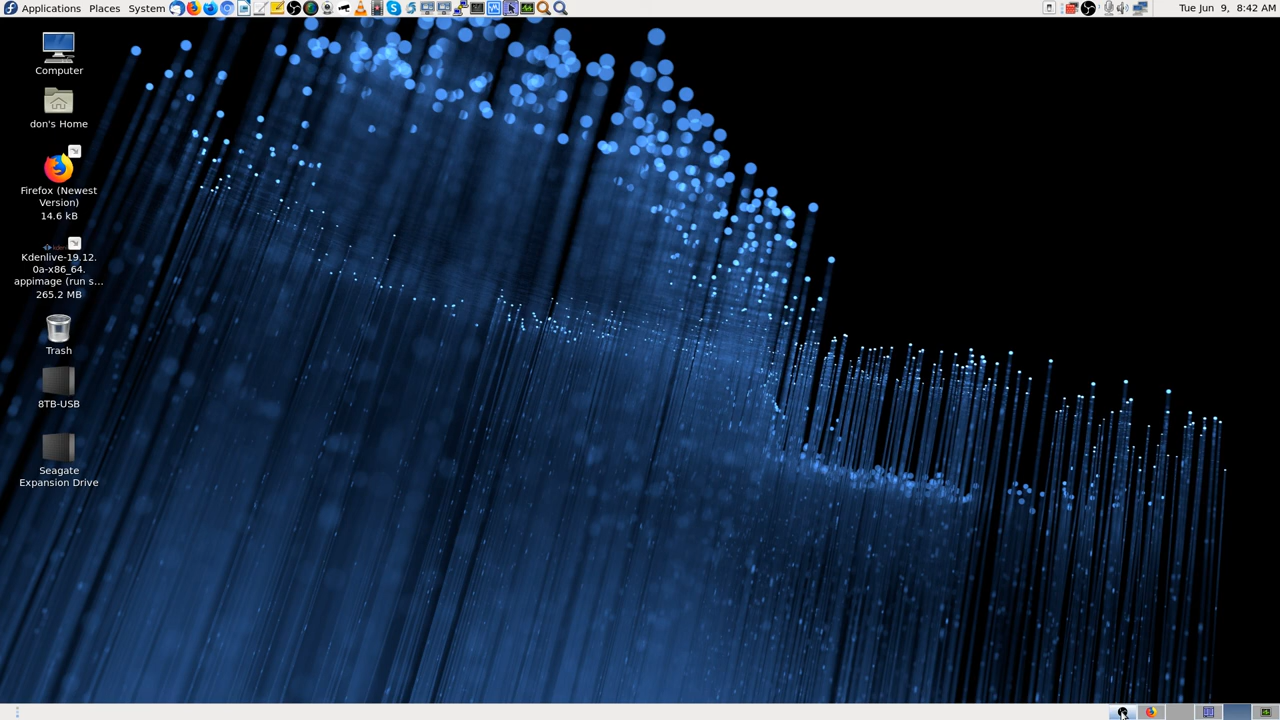 Applications Places System
Tue Jun 9, 8:42 AM
Computer
don's Home
Firefox (Newest
Version)
14.6 kB
Kdenlive-19.12.
0a-x86_64.
appimage (run s...
265.2 MB
Trash
8TB-USB
Seagate
Expansion Drive